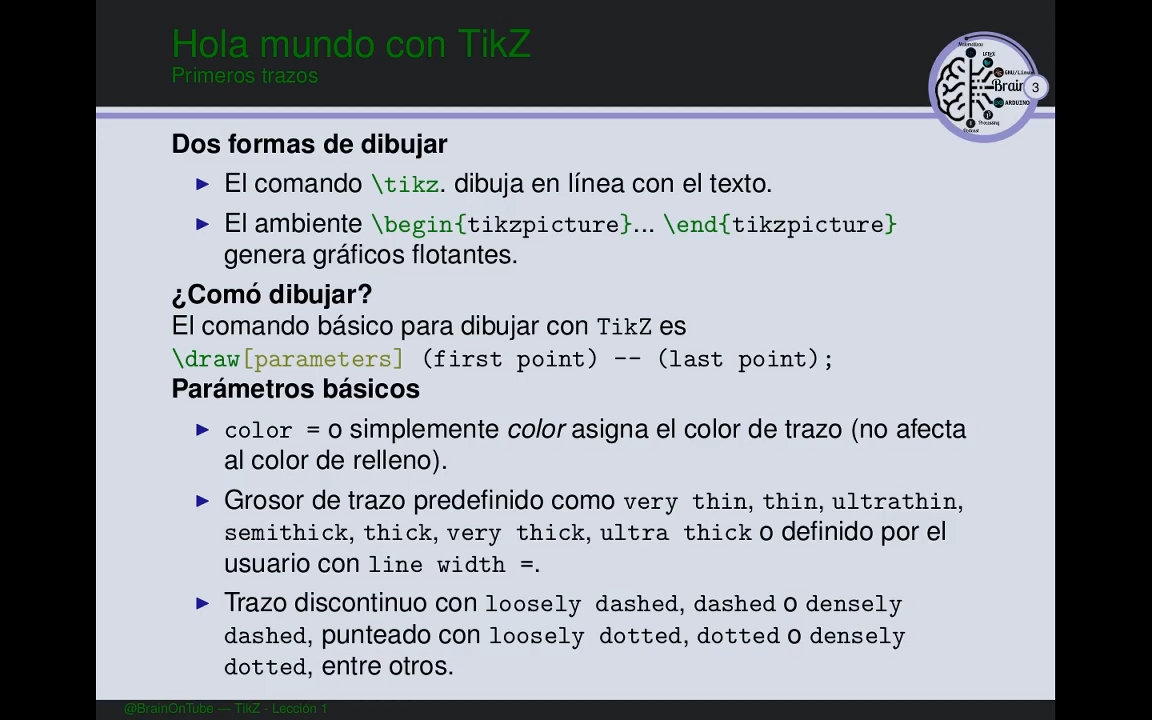 Hola mundo con TikZ
Primeros trazos
LATEX
GNU/Linux
Brain
3
ARDUINO
Processing
Dos formas de dibujar
▶ El comando \tikz. dibuja en línea con el texto.
▶ El ambiente \begin{tikzpicture}... \end{tikzpicture}
genera gráficos flotantes.
¿Comó dibujar?
El comando básico para dibujar con TikZ es
\draw[parameters] (first point) -- (last point);
Parámetros básicos
▶ color = o simplemente color asigna el color de trazo (no afecta
al color de relleno).
▶ Grosor de trazo predefinido como very thin, thin, ultrathin,
semithick, thick, very thick, ultra thick o definido por el
usuario con line width =.
▶ Trazo discontinuo con loosely dashed, dashed o densely
dashed, punteado con loosely dotted, dotted o densely
dotted, entre otros.
@BrainOnTube — TikZ - Lección 1